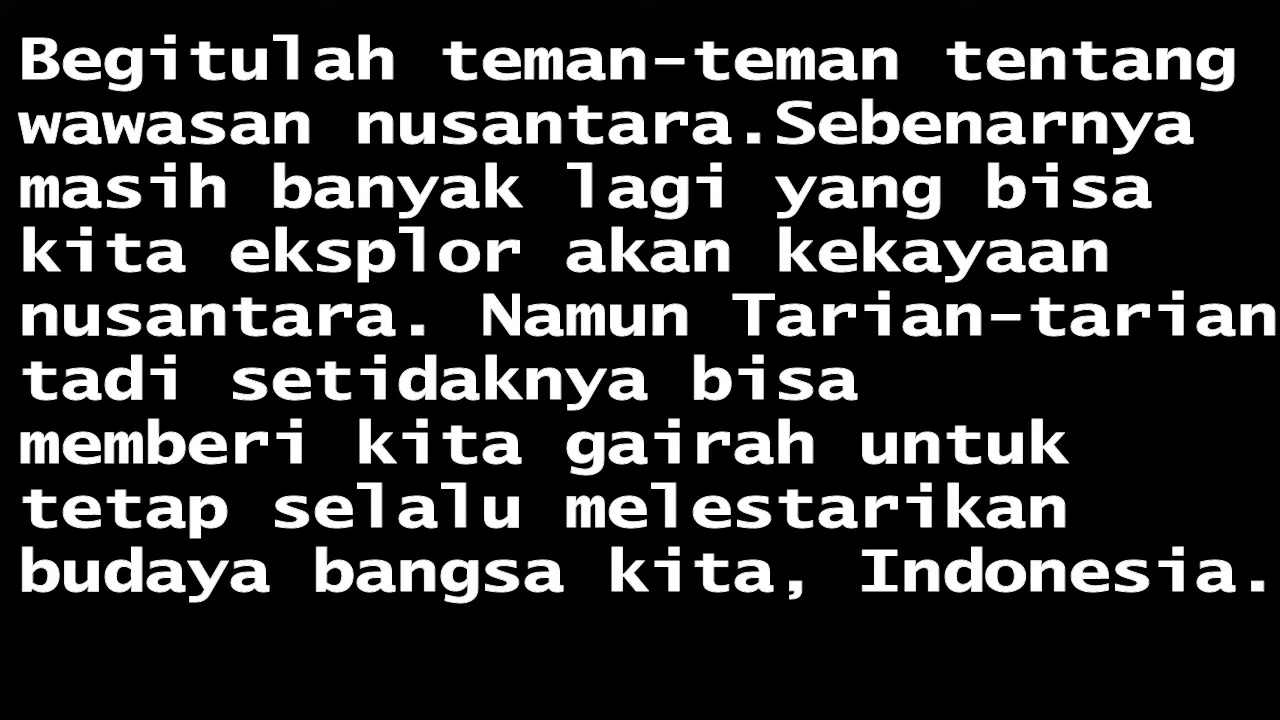 Begitulah teman-teman tentang
wawasan nusantara.Sebenarnya
masih banyak lagi yang bisa
kita eksplor akan kekayaan
nusantara. Namun Tarian-tarian
tadi setidaknya bisa
memberi kita gairah untuk
tetap selalu melestarikan
budaya bangsa kita, Indonesia.